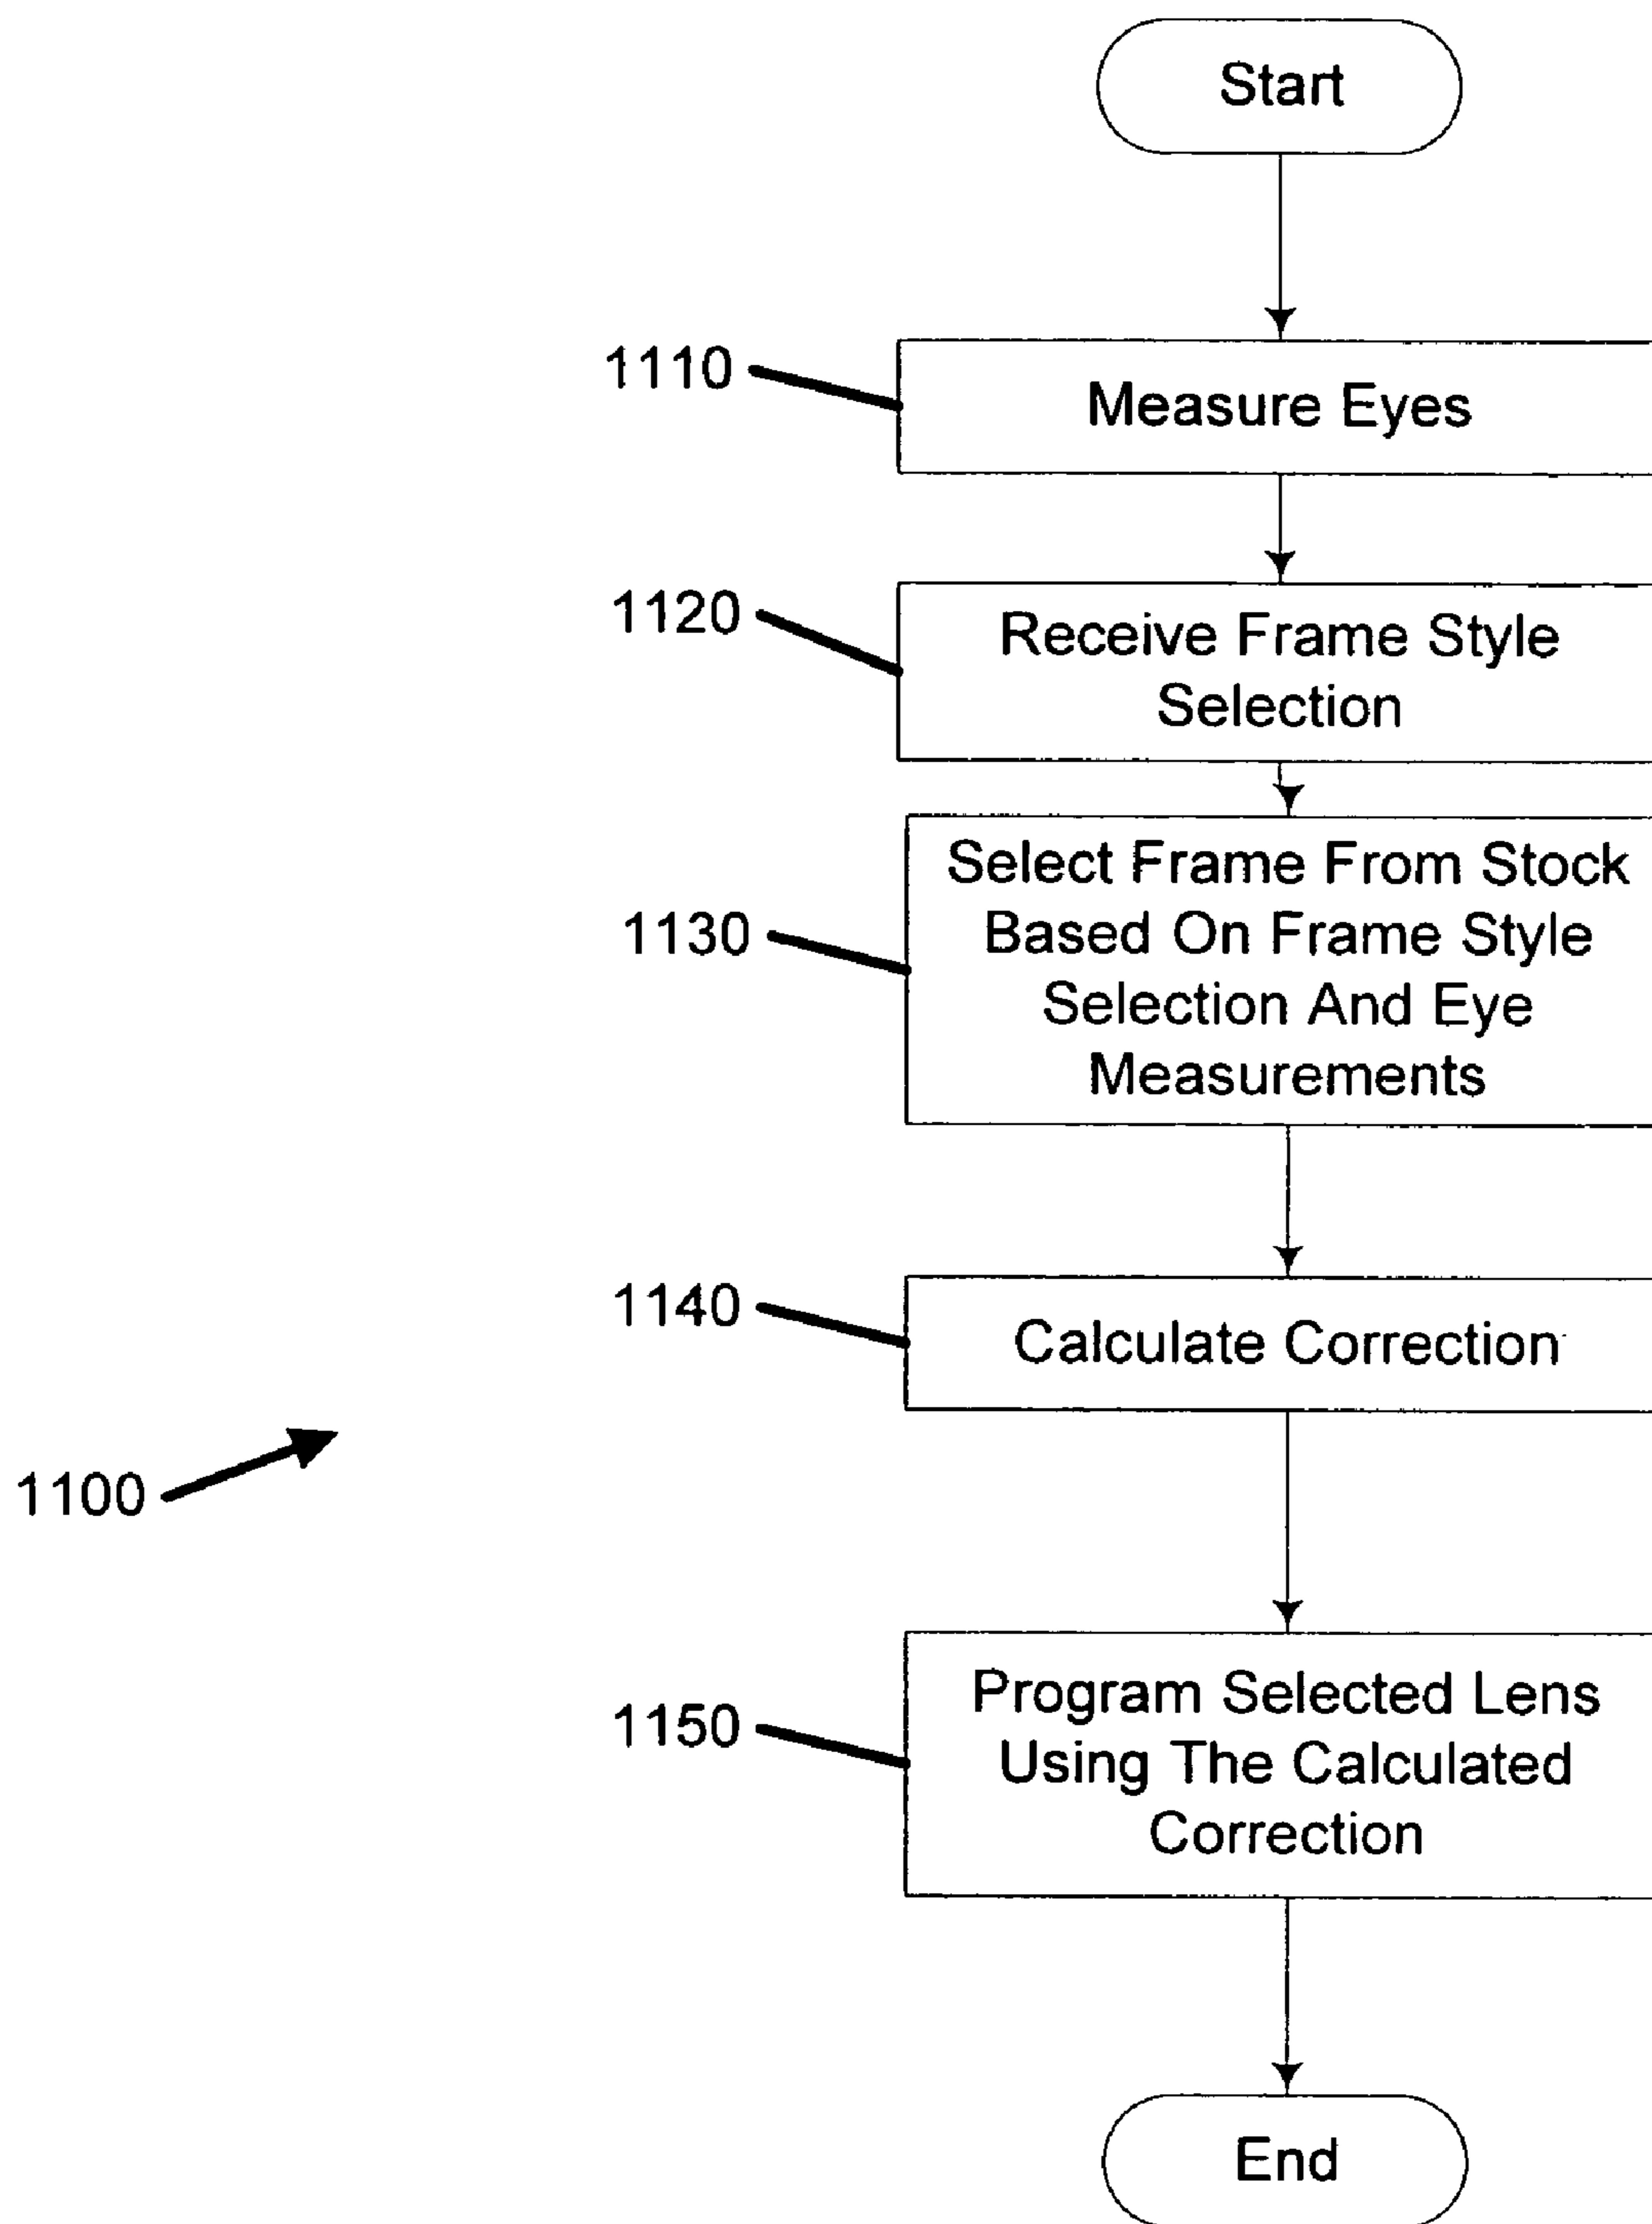 Start
1110
Measure Eyes
1120
Receive Frame Style
Selection
1130
Select Frame From Stock
Based On Frame Style
Selection And Eye
Measurements
1140
Calculate Correction
1100
1150
Program Selected Lens
Using The Calculated
Correction
End